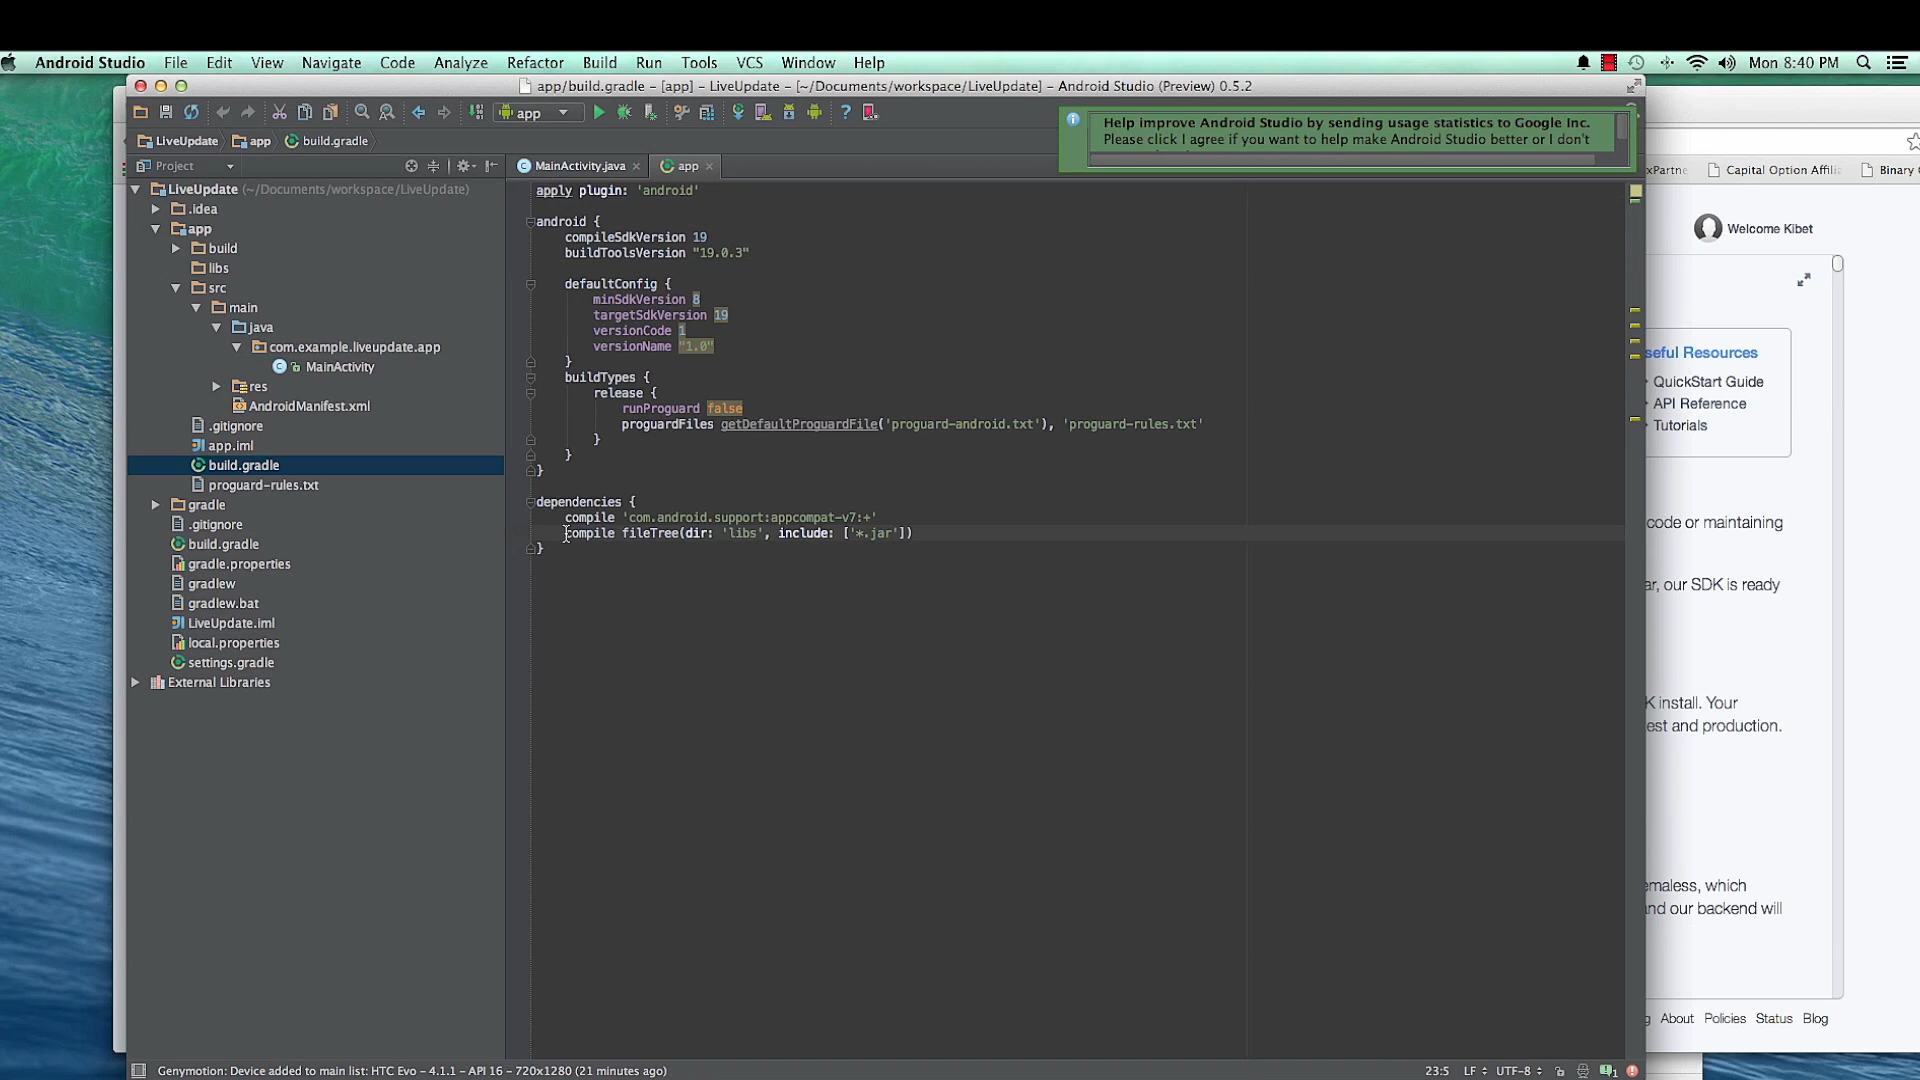 Android Studio File Edit View Navigate Code Analyze Refactor Build Run Tools VCS Window Help Mon 8:40 PM
app/build.gradle - [app] - LiveUpdate - [~/Documents/workspace/LiveUpdate] - Android Studio (Preview) 0.5.2
app ?
Help improve Android Studio by sending usage statistics to Google Inc.
Please click I agree if you want to help make Android Studio better or I don't
LiveUpdate app build.gradle
Project
MainActivity.java app
xPartne Capital Option Affili Binary
LiveUpdate (~/Documents/workspace/LiveUpdate)
.idea
app
build
libs
src
main
java
com.example.liveupdate.app
MainActivity
res
AndroidManifest.xml
.gitignore
app.iml
build.gradle
proguard-rules.txt
gradle
.gitignore
build.gradle
gradle.properties
gradlew
gradlew.bat
LiveUpdate.iml
local.properties
settings.gradle
External Libraries
apply plugin: 'android'
android {
compileSdkVersion 19
buildToolsVersion "19.0.3"
defaultConfig {
minSdkVersion 8
targetSdkVersion 19
versionCode 1
versionName "1.0"
}
buildTypes {
release {
runProguard false
proguardFiles getDefaultProguardFile('proguard-android.txt'), 'proguard-rules.txt'
}
}
}
dependencies {
compile 'com.android.support:appcompat-v7:+'
compile fileTree(dir: 'libs', include: ['*.jar'])
}
Welcome Kibet
seful Resources
QuickStart Guide
API Reference
Tutorials
code or maintaining
ar, our SDK is ready
K install. Your
est and production.
emaless, which
and our backend will
g About Policies Status Blog
Genymotion: Device added to main list: HTC Evo - 4.1.1 - API 16 - 720x1280 (21 minutes ago) 23:5 LF UTF-8 1